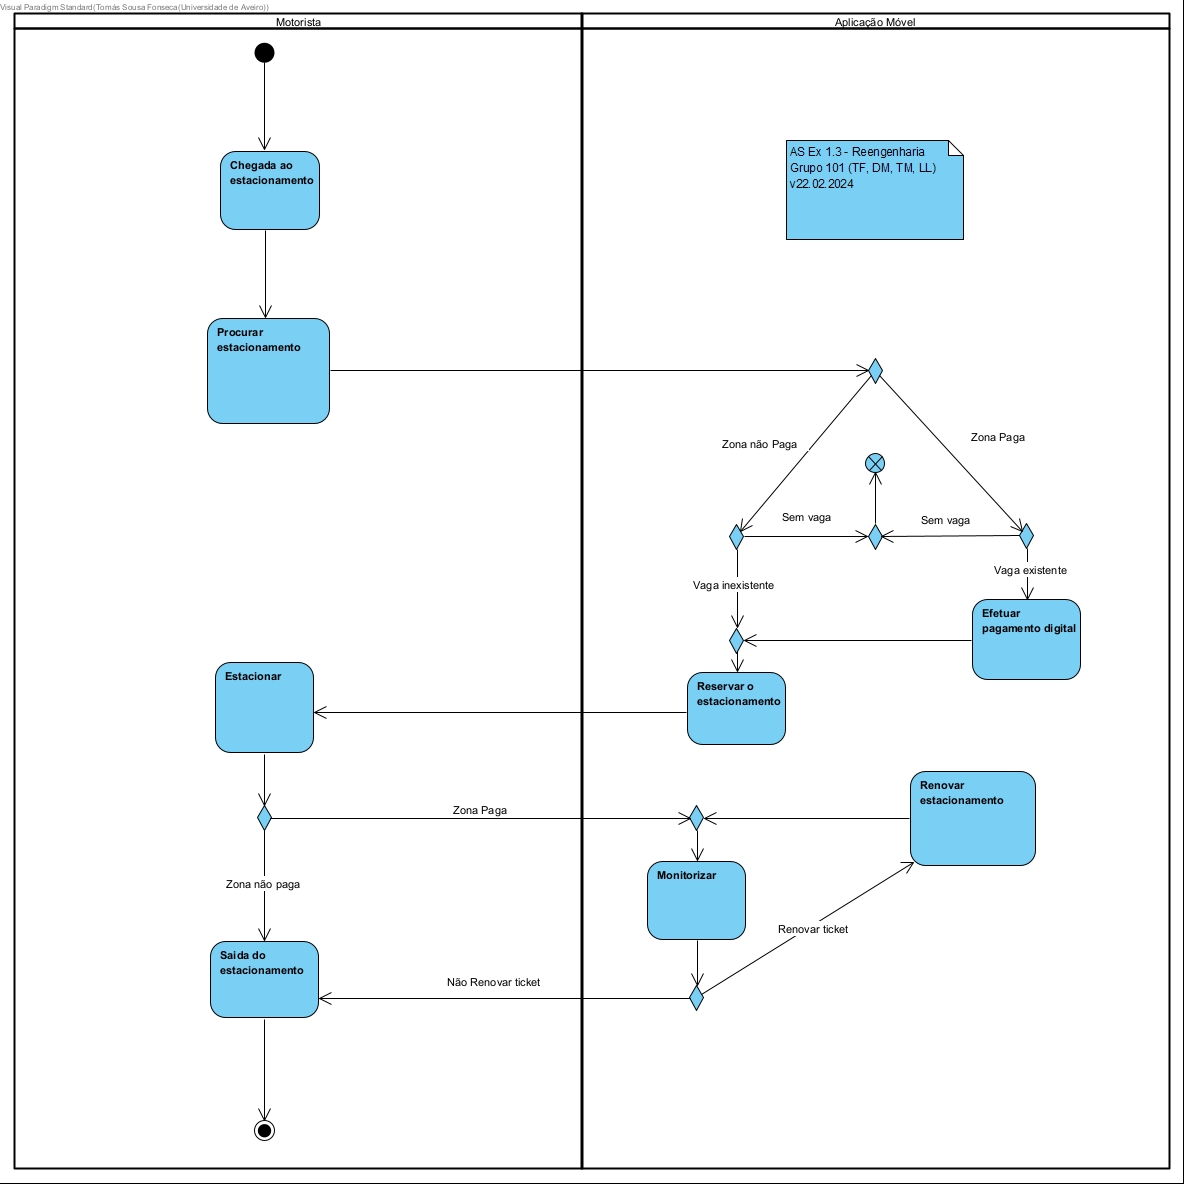 Visual Paradigm Standard(Tomás Sousa Fonseca(Universidade de Aveiro))
Motorista
Aplicação Móvel
AS Ex 1.3 - Reengenharia
Grupo 101 (TF, DM, TM, LL)
v22.02.2024
Chegada ao
estacionamento
Procurar
estacionamento
Zona não Paga
Zona Paga
Sem vaga
Sem vaga
Vaga inexistente
Vaga existente
Efetuar
pagamento digital
Estacionar
Reservar o
estacionamento
Renovar
estacionamento
Zona Paga
Monitorizar
Zona não paga
Renovar ticket
Saida do
estacionamento
Não Renovar ticket